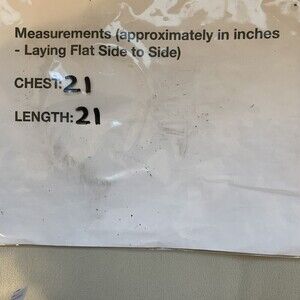 Measurements (approximately in inches
- Laying Flat Side to Side)
CHEST: 21
LENGTH: 21